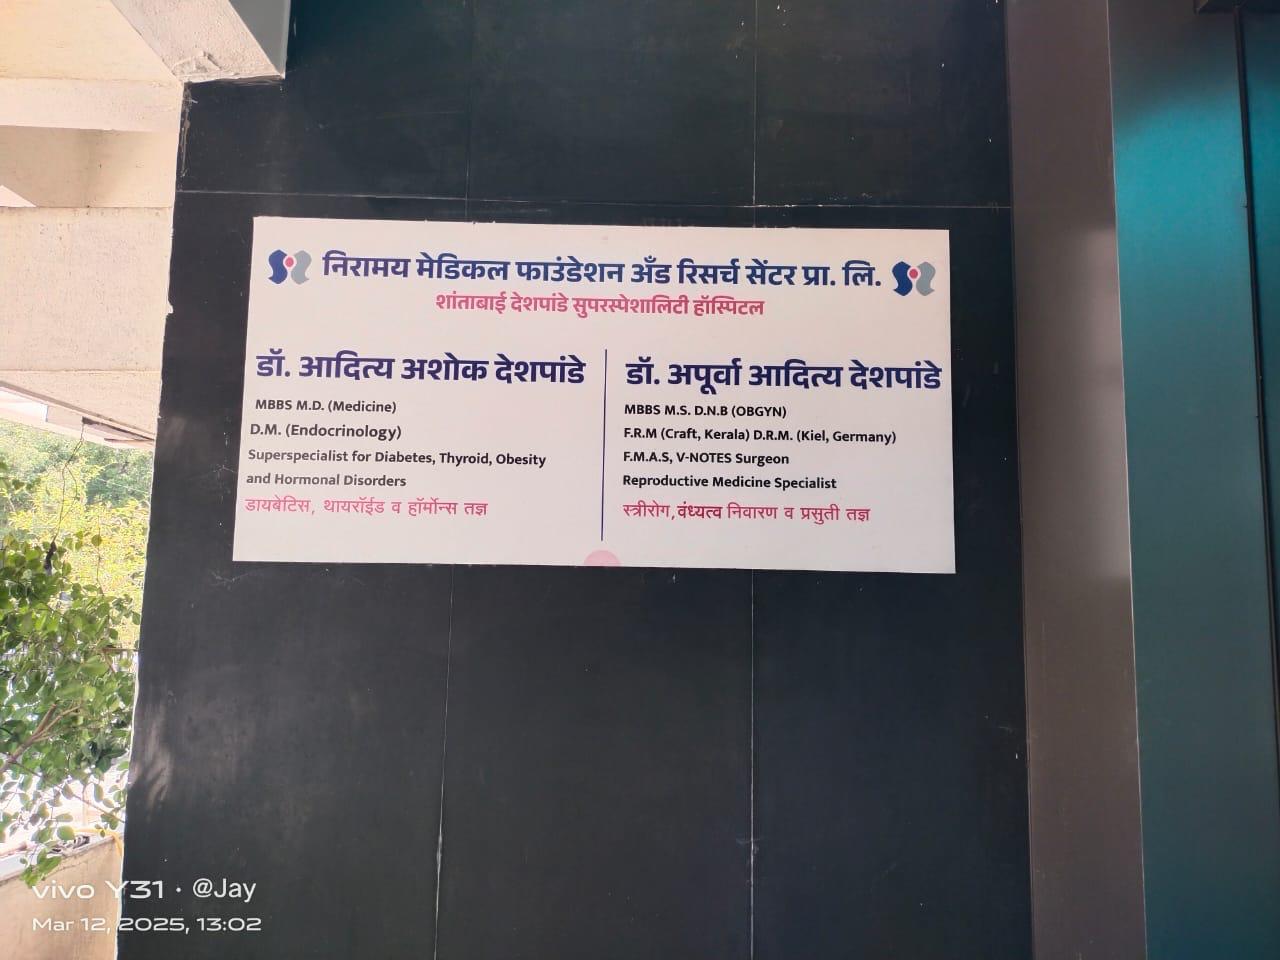 निरामय मेडिकल फाउंडेशन अँड रिसर्च सेंटर प्रा. लि.
शांताबाई देशपांडे सुपरस्पेशालिटी हॉस्पिटल
डॉ. आदित्य अशोक देशपांडे
MBBS M.D. (Medicine)
D.M. (Endocrinology)
Superspecialist for Diabetes, Thyroid, Obesity
and Hormonal Disorders
डायबेटिस, थायरॉईड व हॉर्मोन्स तज्ञ
डॉ. अपूर्वा आदित्य देशपांडे
MBBS M.S. D.N.B (OBGYN)
F.R.M (Craft, Kerala) D.R.M. (Kiel, Germany)
F.M.A.S, V-NOTES Surgeon
Reproductive Medicine Specialist
स्त्रीरोग, वंध्यत्व निवारण व प्रसुती तज्ञ
vivo Y31 · @Jay
Mar 12, 2025, 13:02